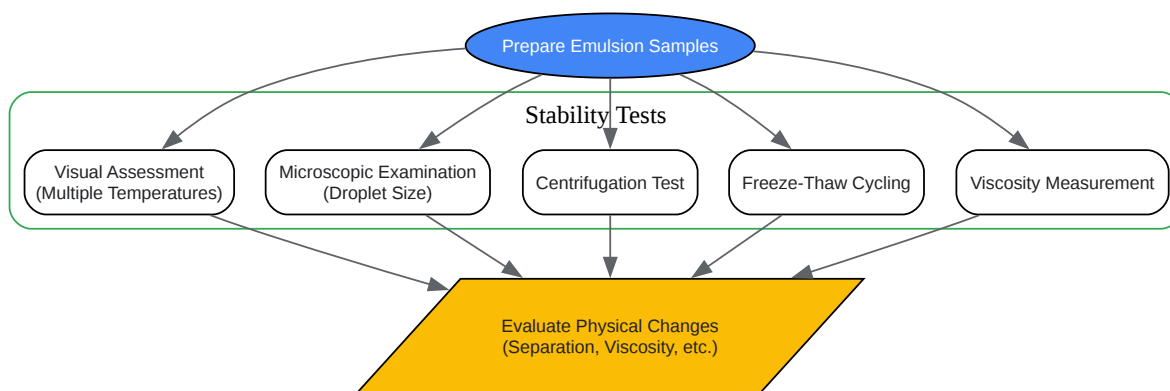 Prepare Emulsion Samples
Stability Tests
Visual Assessment
(Multiple Temperatures)
Microscopic Examination
(Droplet Size)
Centrifugation Test
Freeze-Thaw Cycling
Viscosity Measurement
Evaluate Physical Changes
(Separation, Viscosity, etc.)